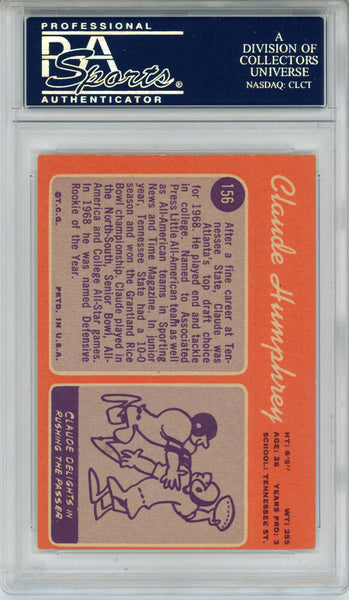 PROFESSIONAL
PSA
Sports
AUTHENTICATOR
A
DIVISION OF
COLLECTORS
UNIVERSE
NASDAQ: CLCT
Claude Humphrey
HT: 6'5" WT: 255
AGE: 26 YEARS PRO: 3
SCHOOL: TENNESSEE ST.
156
After a fine career at Ten-
nessee State, Claude was
Atlanta's top draft choice
for 1968. He played end and tackle
in college. Named to Associated
Press Little All-American team as well
as All-American teams in Sporting
News and Time Magazine. In junior
year, Tennessee State had a 10-0
season and won the Grantland Rice
Bowl championship. Claude played in
the North-South, Senior Bowl, All-
America and College All-Star games.
In 1968 he was named Defensive
Rookie of the Year.
©T.C.G. PRTD. IN U.S.A.
CLAUDE DELIGHTS IN
RUSHING THE PASSER